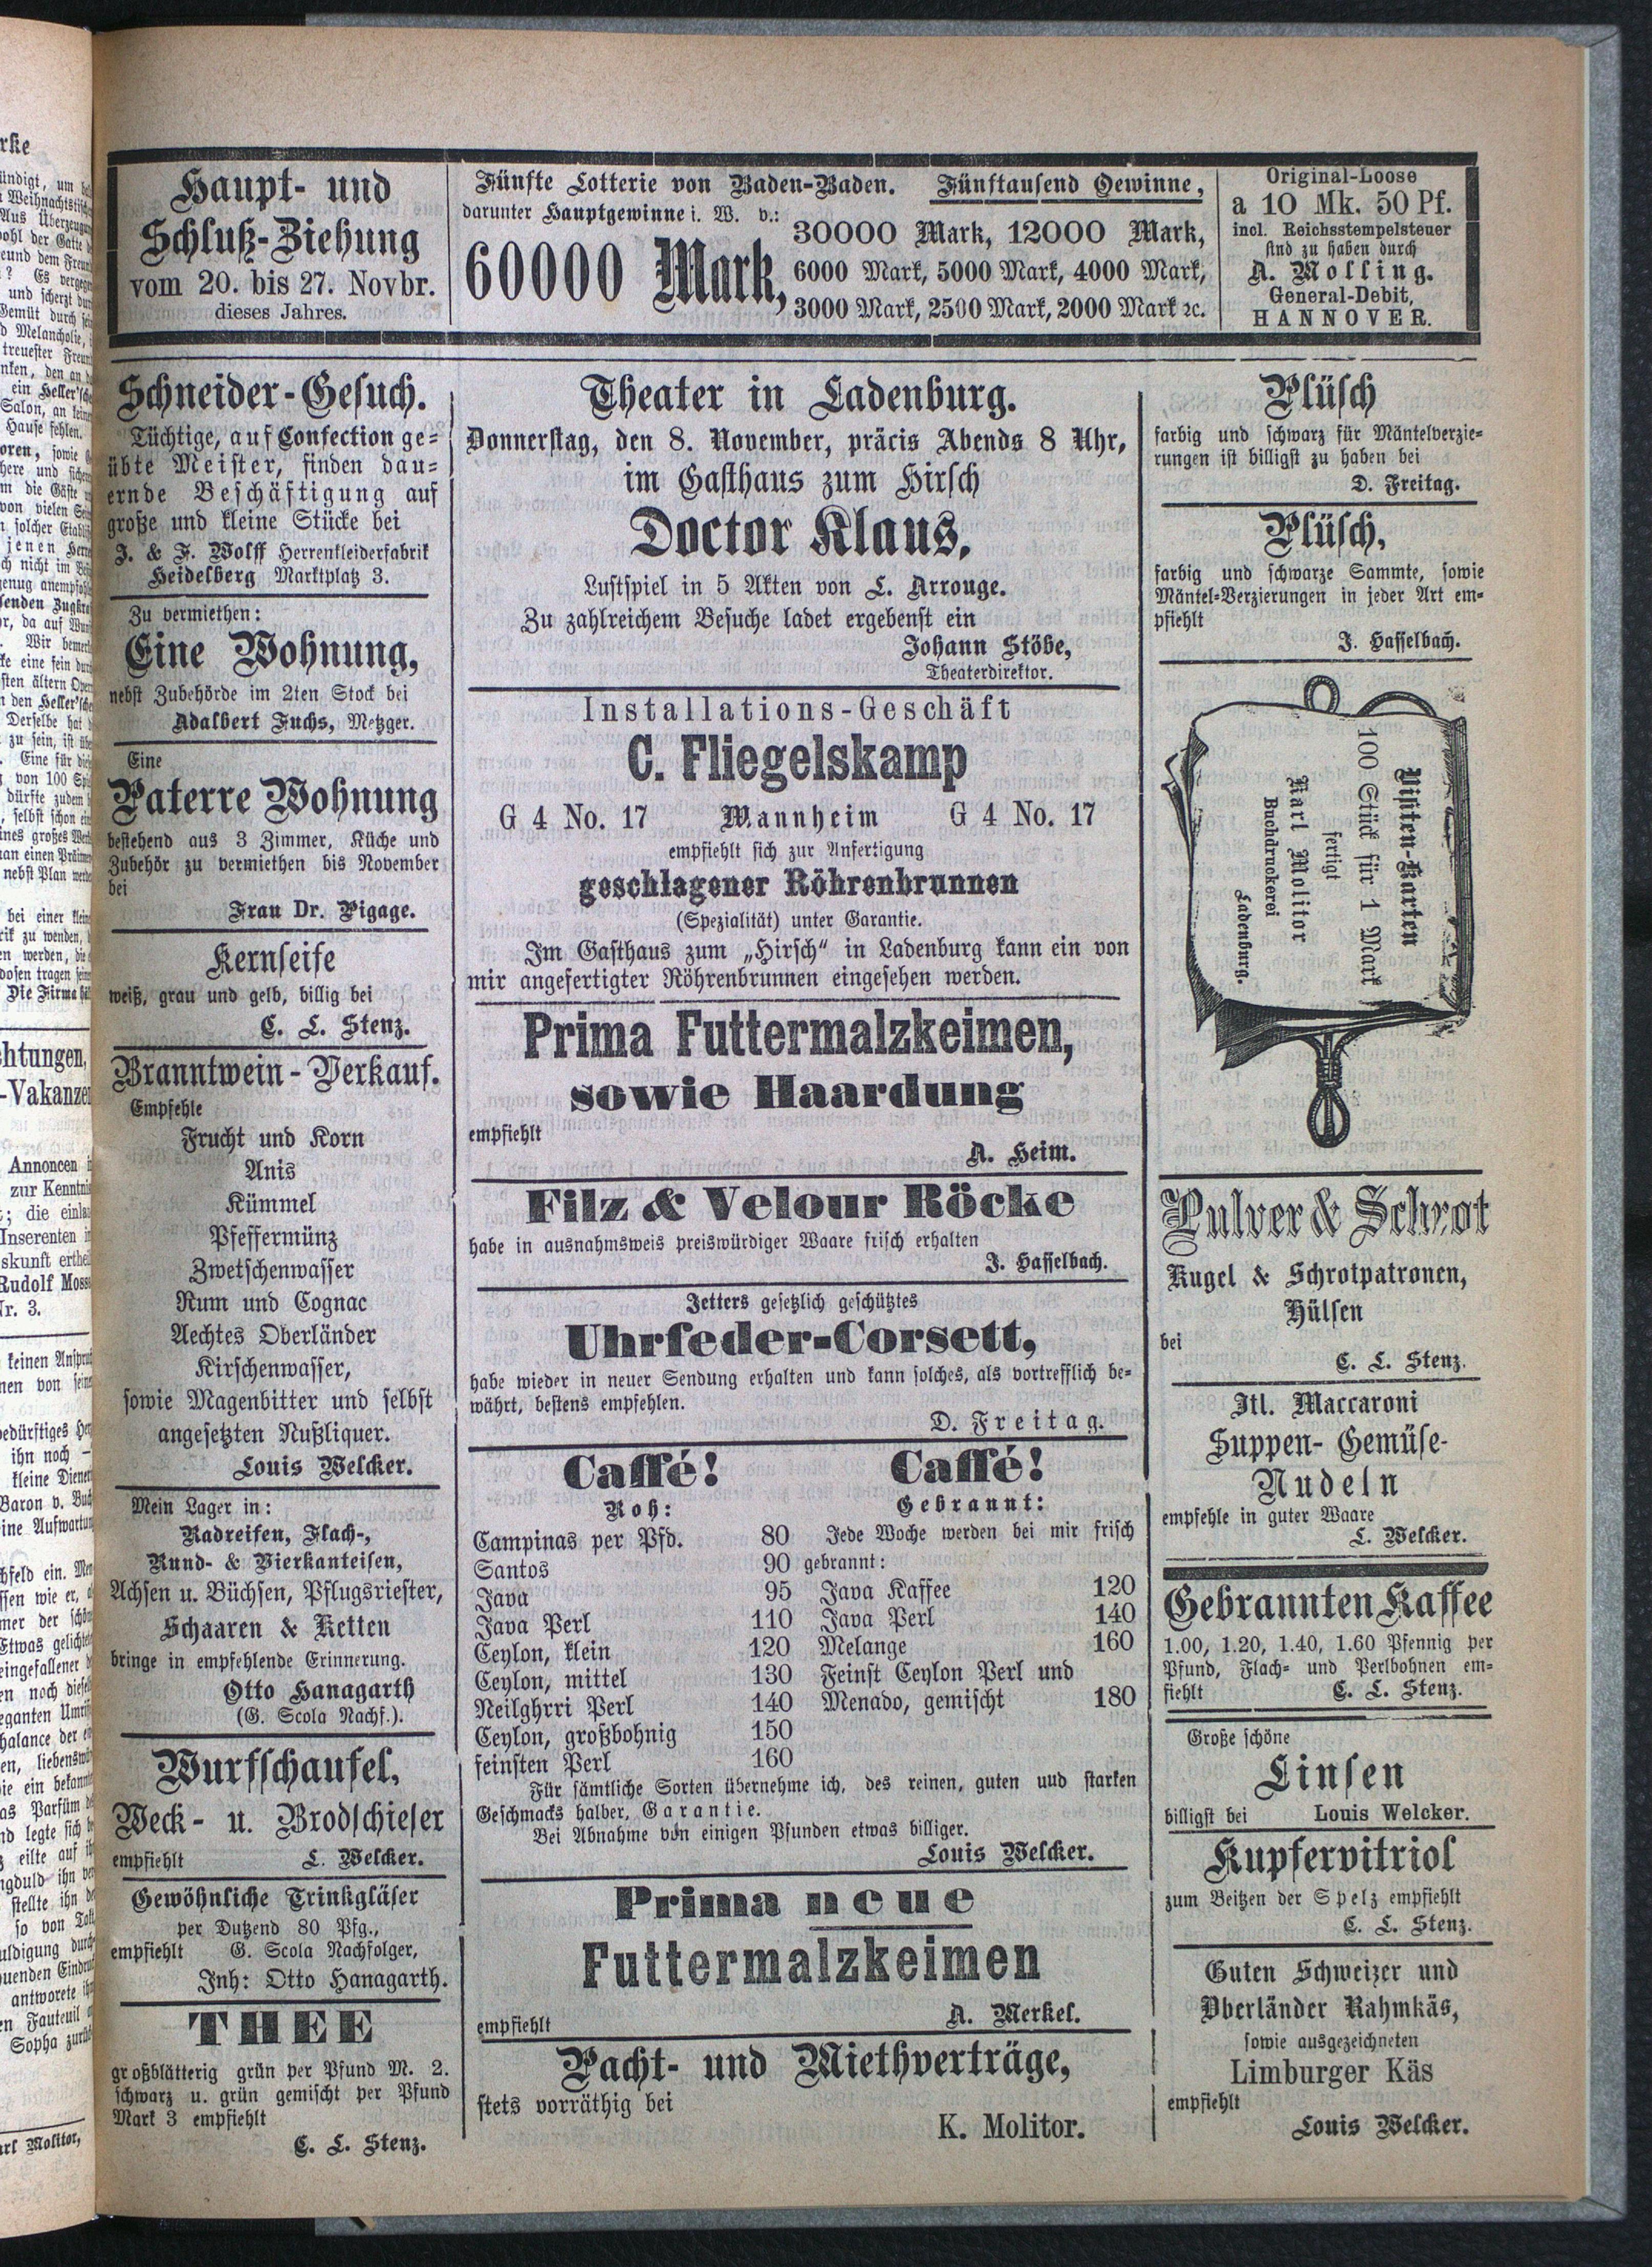 Haupt- und
Schluß-Ziehung
vom 20. bis 27. Novbr.
dieses Jahres.
Fünfte Lotterie von Baden-Baden. Fünftausend Gewinne,
darunter Hauptgewinne i. W. v.:
60000 Mark,
30000 Mark, 12000 Mark,
6000 Mark, 5000 Mark, 4000 Mark,
3000 Mark, 2500 Mark, 2000 Mark ꝛc.
Original-Loose
a 10 Mk. 50 Pf.
incl. Reichsstempelsteuer
sind zu haben durch
A. Molling.
General-Debit,
HANNOVER.
Schneider-Gesuch.
Tüchtige, auf Confection ge-
übte Meister, finden dau-
ernde Beschäftigung auf
große und kleine Stücke bei
J. & F. Wolff Herrenkleiderfabrik
Heidelberg Marktplatz 3.
Zu vermiethen:
Eine Wohnung,
nebst Zubehörde im 2ten Stock bei
Adalbert Fuchs, Metzger.
Eine
Paterre Wohnung
bestehend aus 3 Zimmer, Küche und
Zubehör zu vermiethen bis November
bei
Frau Dr. Pigage.
Kernseife
weiß, grau und gelb, billig bei
C. L. Stenz.
Branntwein-Verkauf.
Empfehle
Frucht und Korn
Anis
Kümmel
Pfeffermünz
Zwetschenwasser
Rum und Cognac
Aechtes Oberländer
Kirschenwasser,
sowie Magenbitter und selbst
angesetzten Nußliquer.
Louis Welcker.
Mein Lager in:
Radreifen, Flach-,
Rund- & Vierkanteisen,
Achsen u. Büchsen, Pflugsriester,
Schaaren & Ketten
bringe in empfehlende Erinnerung.
Otto Hanagarth
(G. Scola Nachf.).
Wurfschaufel,
Weck- u. Brodschieser
empfiehlt L. Welcker.
Gewöhnliche Trinkgläser
per Dutzend 80 Pfg.,
empfiehlt G. Scola Nachfolger,
Inh: Otto Hanagarth.
THEE
großblätterig grün per Pfund M. 2.
schwarz u. grün gemischt per Pfund
Mark 3 empfiehlt
C. L. Stenz.
Theater in Ladenburg.
Donnerstag, den 8. November, präcis Abends 8 Uhr,
im Gasthaus zum Hirsch
Doctor Klaus,
Lustspiel in 5 Akten von L. Arrouge.
Zu zahlreichem Besuche ladet ergebenst ein
Johann Stöbe,
Theaterdirektor.
Installations-Geschäft
C. Fliegelskamp
G 4 No. 17 Mannheim G 4 No. 17
empfiehlt sich zur Anfertigung
geschlagener Röhrenbrunnen
(Spezialität) unter Garantie.
Im Gasthaus zum „Hirsch“ in Ladenburg kann ein von
mir angefertigter Röhrenbrunnen eingesehen werden.
Prima Futtermalzkeimen,
sowie Haardung
empfiehlt
A. Heim.
Filz & Velour Röcke
habe in ausnahmsweis preiswürdiger Waare frisch erhalten
J. Hasselbach.
Jetters gesetzlich geschütztes
Uhrfeder-Corsett,
habe wieder in neuer Sendung erhalten und kann solches, als vortrefflich be-
währt, bestens empfehlen.
D. Freitag.
Caffé!
Roh:
Campinas per Pfd. 80
Santos 90
Java 95
Java Perl 110
Ceylon, klein 120
Ceylon, mittel 130
Neilghrri Perl 140
Ceylon, großbohnig 150
feinsten Perl 160
Caffé!
Gebrannt:
Jede Woche werden bei mir frisch
gebrannt:
Java Kaffee 120
Java Perl 140
Melange 160
Feinst Ceylon Perl und
Menado, gemischt 180
Für sämtliche Sorten übernehme ich, des reinen, guten uud starken
Geschmacks halber, Garantie.
Bei Abnahme von einigen Pfunden etwas billiger.
Louis Welcker.
Prima neue
Futtermalzkeimen
empfiehlt A. Merkel.
Pacht- und Miethverträge,
stets vorräthig bei
K. Molitor.
Plüsch
farbig und schwarz für Mäntelverzie-
rungen ist billigst zu haben bei
D. Freitag.
Plüsch,
farbig und schwarze Sammte, sowie
Mäntel-Verzierungen in jeder Art em-
pfiehlt
J. Hasselbach.
Visiten-Karten
100 Stück für 1 Mark
fertigt
Karl Molitor
Buchdruckerei
Ladenburg.
Pulver & Schrot
Kugel & Schrotpatronen,
Hülsen
bei
C. L. Stenz.
Itl. Maccaroni
Suppen- Gemüse-
Nudeln
empfehle in guter Waare
L. Welcker.
Gebrannten Kaffee
1.00, 1.20, 1.40, 1.60 Pfennig per
Pfund, Flach- und Perlbohnen em-
fiehlt C. L. Stenz.
Große schöne
Linsen
billigst bei Louis Welcker.
Kupfervitriol
zum Beitzen der Spelz empfiehlt
C. L. Stenz.
Guten Schweizer und
Oberländer Rahmkäs,
sowie ausgezeichneten
Limburger Käs
empfiehlt
Louis Welcker.